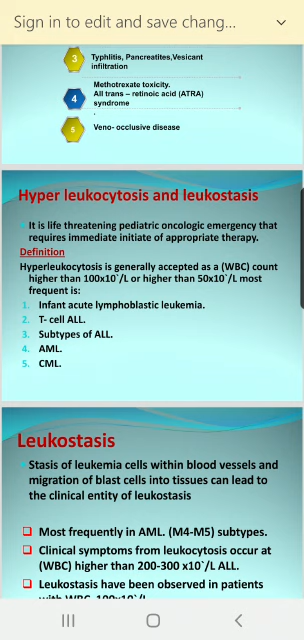 Sign in to edit and save chang...
3 Typhlitis, Pancreatites,Vesicant
infiltration
Methotrexate toxicity.
4 All trans – retinoic acid (ATRA)
syndrome
.
5 Veno- occlusive disease
Hyper leukocytosis and leukostasis
It is life threatening pediatric oncologic emergency that
requires immediate initiate of appropriate therapy.
Definition
Hyperleukocytosis is generally accepted as a (WBC) count
higher than 100x10`/L or higher than 50x10`/L most
frequent is:
1. Infant acute lymphoblastic leukemia.
2. T- cell ALL.
3. Subtypes of ALL.
4. AML.
5. CML.
Leukostasis
Stasis of leukemia cells within blood vessels and
migration of blast cells into tissues can lead to
the clinical entity of leukostasis
Most frequently in AML. (M4-M5) subtypes.
Clinical symptoms from leukocytosis occur at
(WBC) higher than 200-300 x10`/L ALL.
Leukostasis have been observed in patients
with WBC 100x10`/L